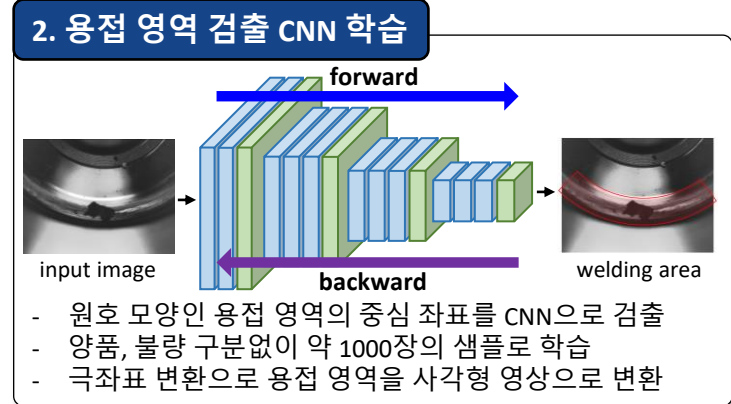 2. 용접 영역 검출 CNN 학습
forward
input image
welding area
backward
- 원호 모양인 용접 영역의 중심 좌표를 CNN으로 검출
- 양품, 불량 구분없이 약 1000장의 샘플로 학습
- 극좌표 변환으로 용접 영역을 사각형 영상으로 변환